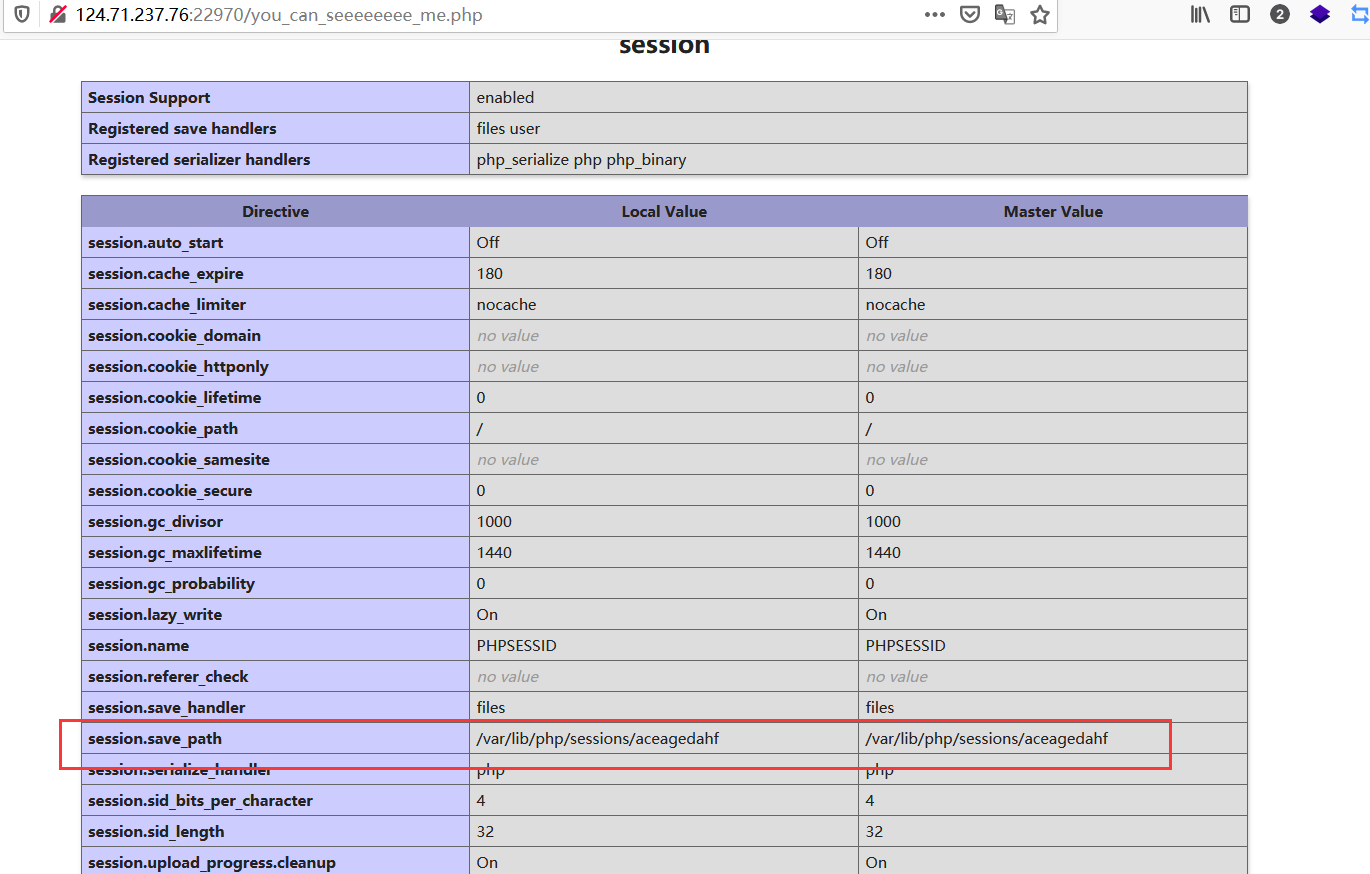 124.71.237.76:22970/you_can_seeeeeeee_me.php
2
session
Session Support enabled
Registered save handlers files user
Registered serializer handlers php_serialize php php_binary
Directive Local Value Master Value
session.auto_start Off Off
session.cache_expire 180 180
session.cache_limiter nocache nocache
session.cookie_domain no value no value
session.cookie_httponly no value no value
session.cookie_lifetime 0 0
session.cookie_path / /
session.cookie_samesite no value no value
session.cookie_secure 0 0
session.gc_divisor 1000 1000
session.gc_maxlifetime 1440 1440
session.gc_probability 0 0
session.lazy_write On On
session.name PHPSESSID PHPSESSID
session.referer_check no value no value
session.save_handler files files
session.save_path /var/lib/php/sessions/aceagedahf /var/lib/php/sessions/aceagedahf
session.serialize_handler php php
session.sid_bits_per_character 4 4
session.sid_length 32 32
session.upload_progress.cleanup On On